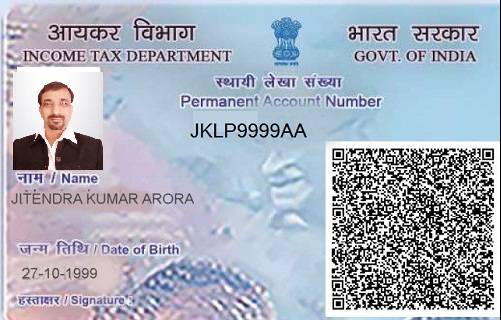 आयकर विभाग
INCOME TAX DEPARTMENT
भारत सरकार
GOVT. OF INDIA
स्थायी लेखा संख्या
Permanent Account Number
JKLP9999AA
नाम / Name
JITENDRA KUMAR ARORA
जन्म तिथि / Date of Birth
27-10-1999
हस्ताक्षर / Signature :